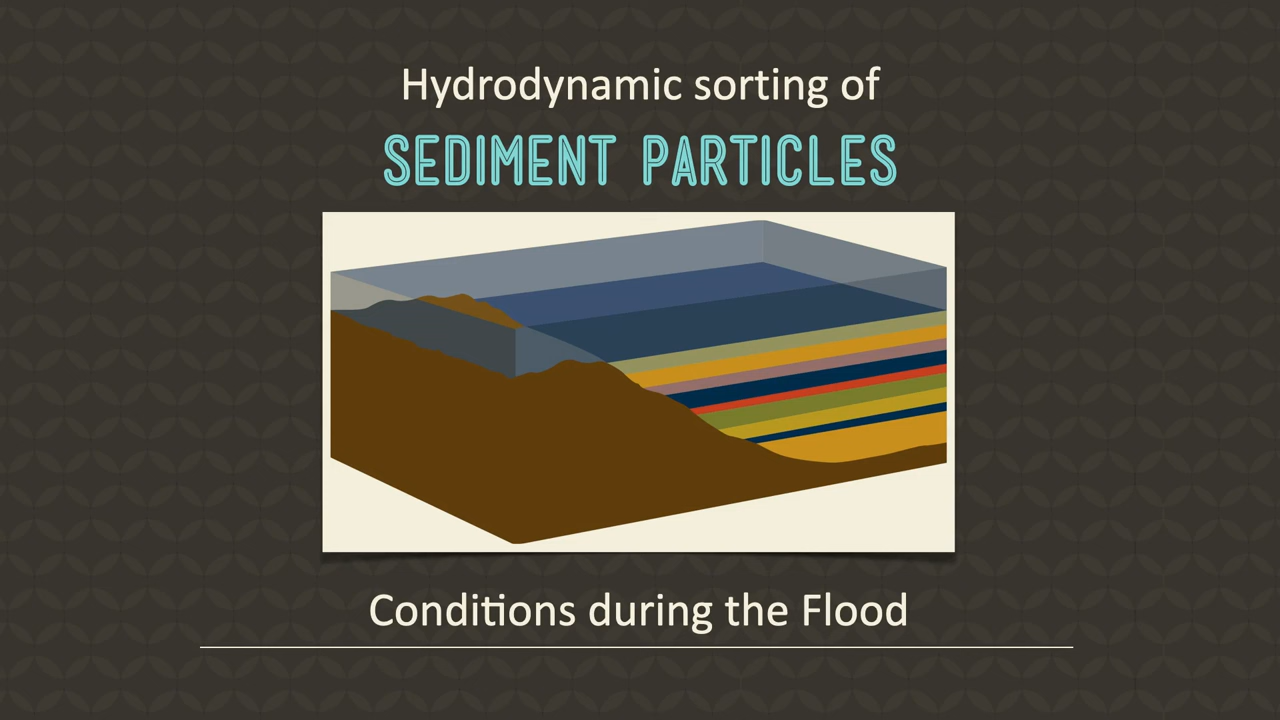 Hydrodynamic sorting of
SEDIMENT PARTICLES
Conditions during the Flood